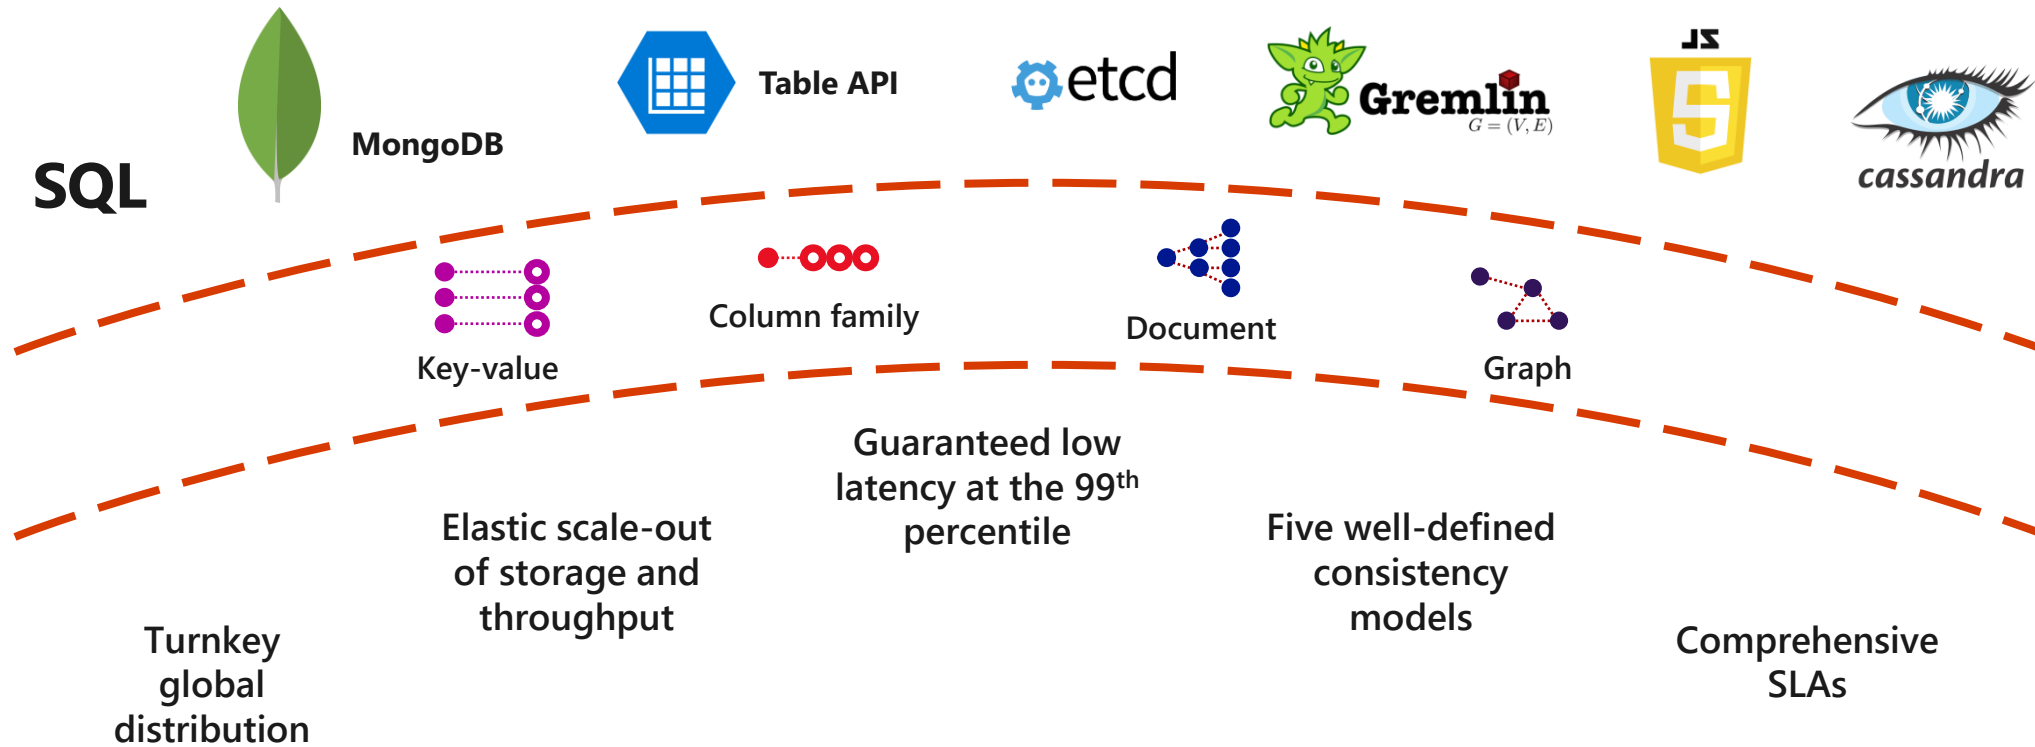 SQL
MongoDB
Table API
etcd
Gremlin
G = (V, E)
JS
5
cassandra
Key-value
Column family
Document
Graph
Turnkey
global
distribution
Elastic scale-out
of storage and
throughput
Guaranteed low
latency at the 99th
percentile
Five well-defined
consistency
models
Comprehensive
SLAs